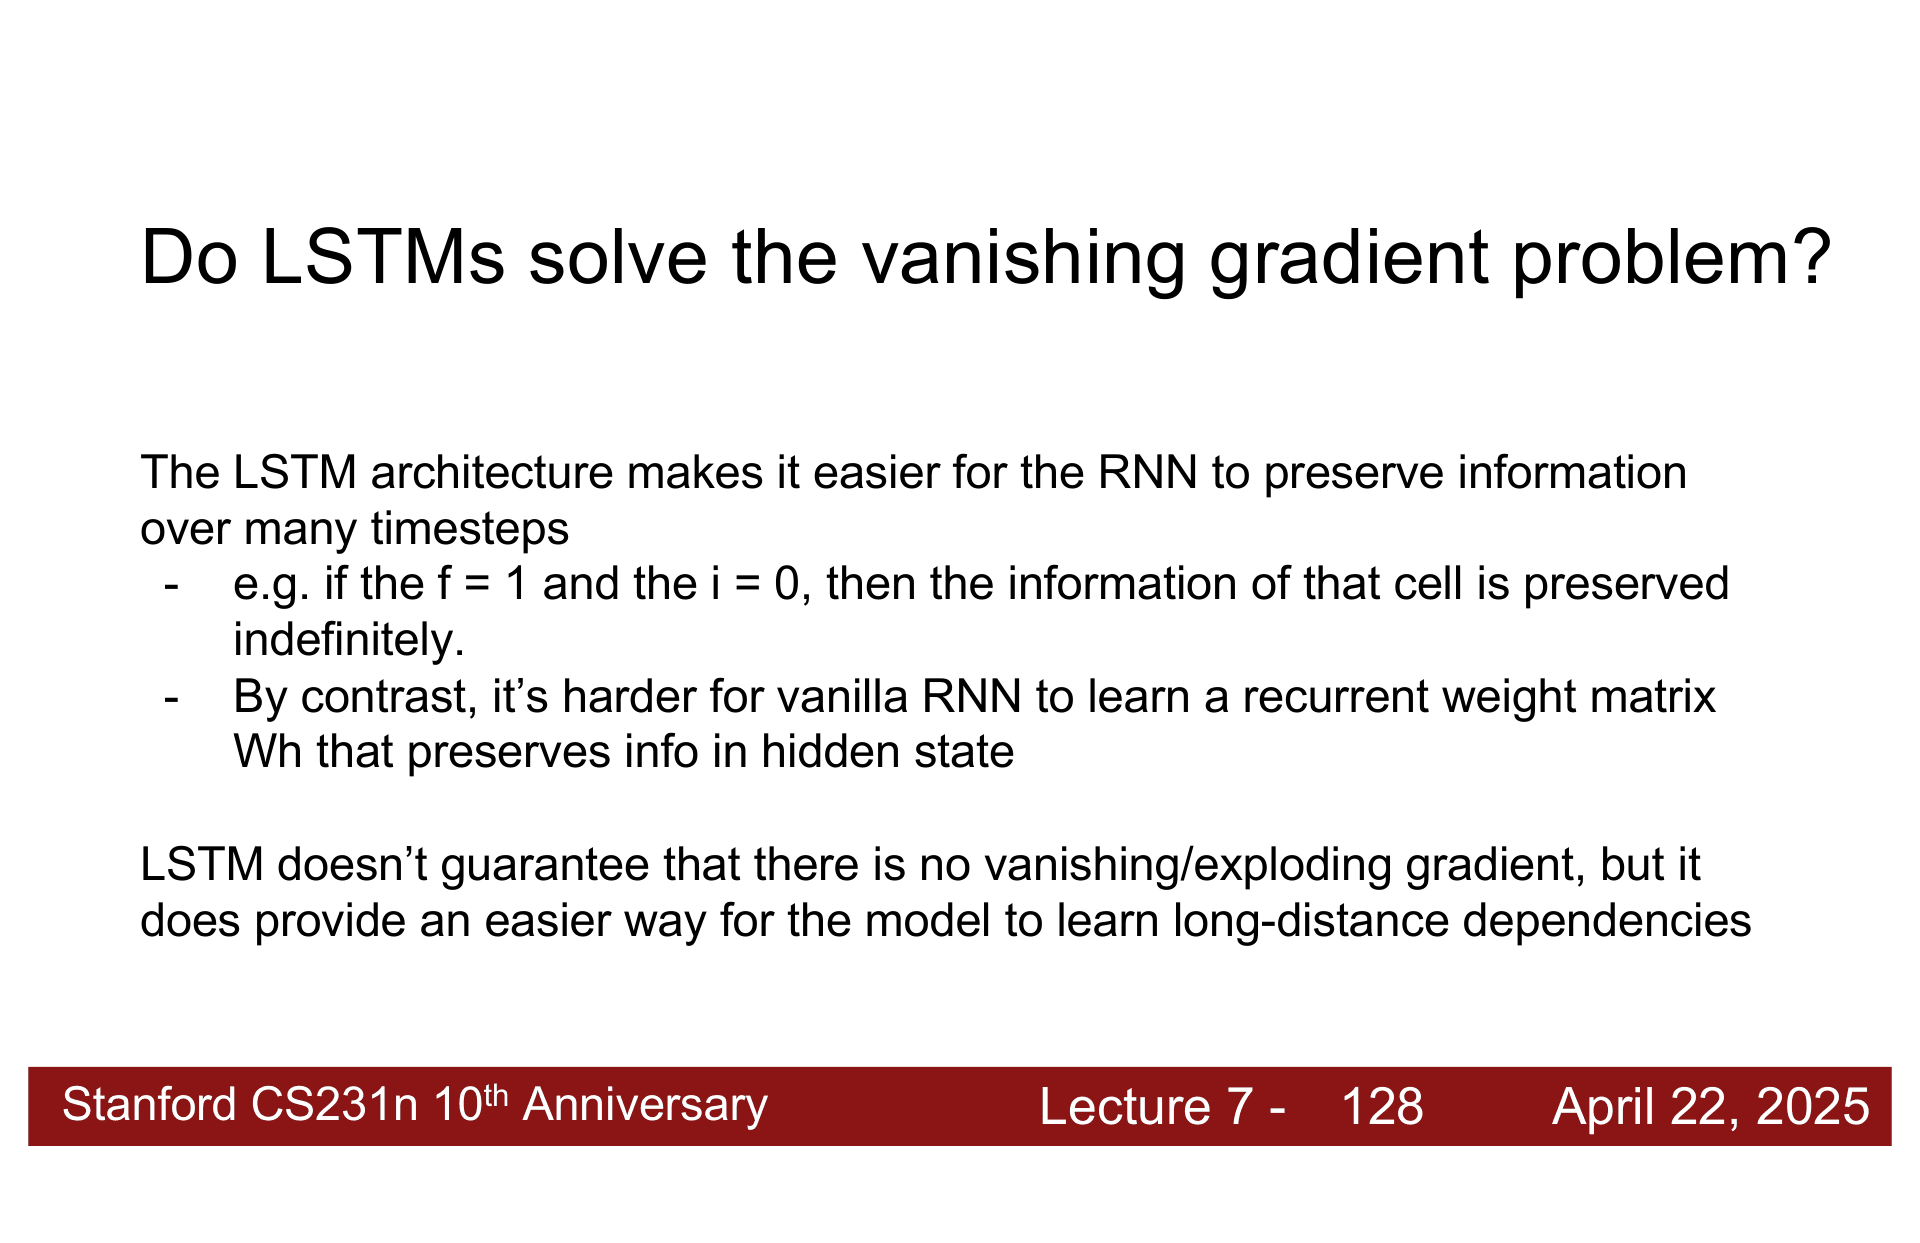 Do LSTMs solve the vanishing gradient problem?
The LSTM architecture makes it easier for the RNN to preserve information
over many timesteps
- e.g. if the f = 1 and the i = 0, then the information of that cell is preserved
indefinitely.
- By contrast, it’s harder for vanilla RNN to learn a recurrent weight matrix
Wh that preserves info in hidden state
LSTM doesn’t guarantee that there is no vanishing/exploding gradient, but it
does provide an easier way for the model to learn long-distance dependencies
Stanford CS231n 10th Anniversary Lecture 7 - 128 April 22, 2025